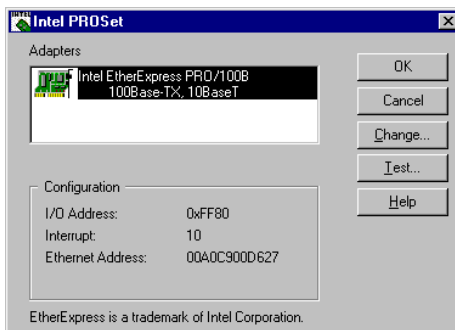 Intel PROSet
Adapters
Intel EtherExpress PRO/100B
100Base-TX, 10BaseT
OK
Cancel
Change...
Test...
Help
Configuration
I/O Address: 0xFF80
Interrupt: 10
Ethernet Address: 00A0C900D627
EtherExpress is a trademark of Intel Corporation.